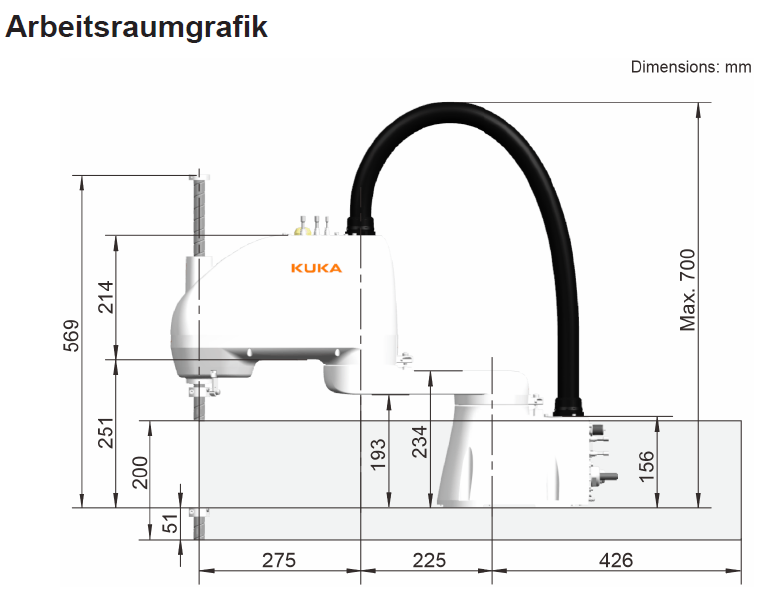 Arbeitsraumgrafik
Dimensions: mm
KUKA
569
214
251
200
51
193
234
156
Max. 700
275
225
426